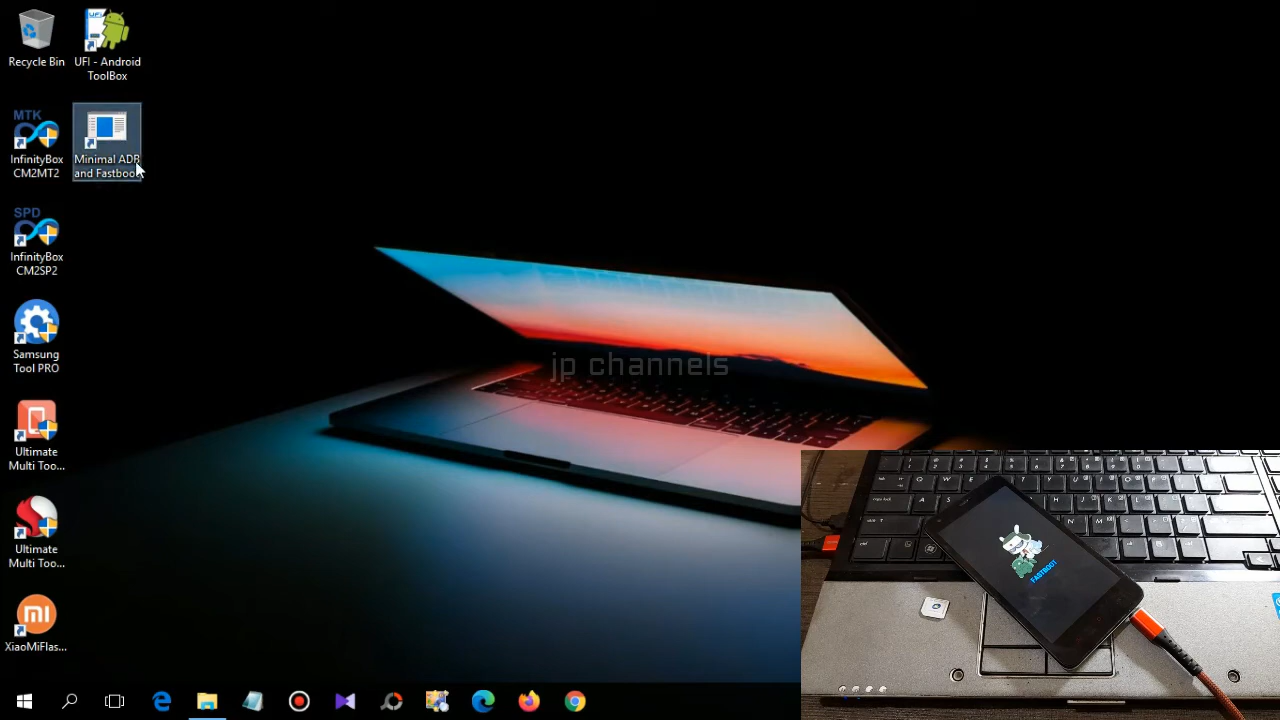 Recycle Bin
UFI - Android
ToolBox
MTK
InfinityBox
CM2MT2
Minimal ADB
and Fastboot
SPD
InfinityBox
CM2SP2
Samsung
Tool PRO
Ultimate
Multi Too...
Ultimate
Multi Too...
XiaoMiFlas...
jp channels
FASTBOOT